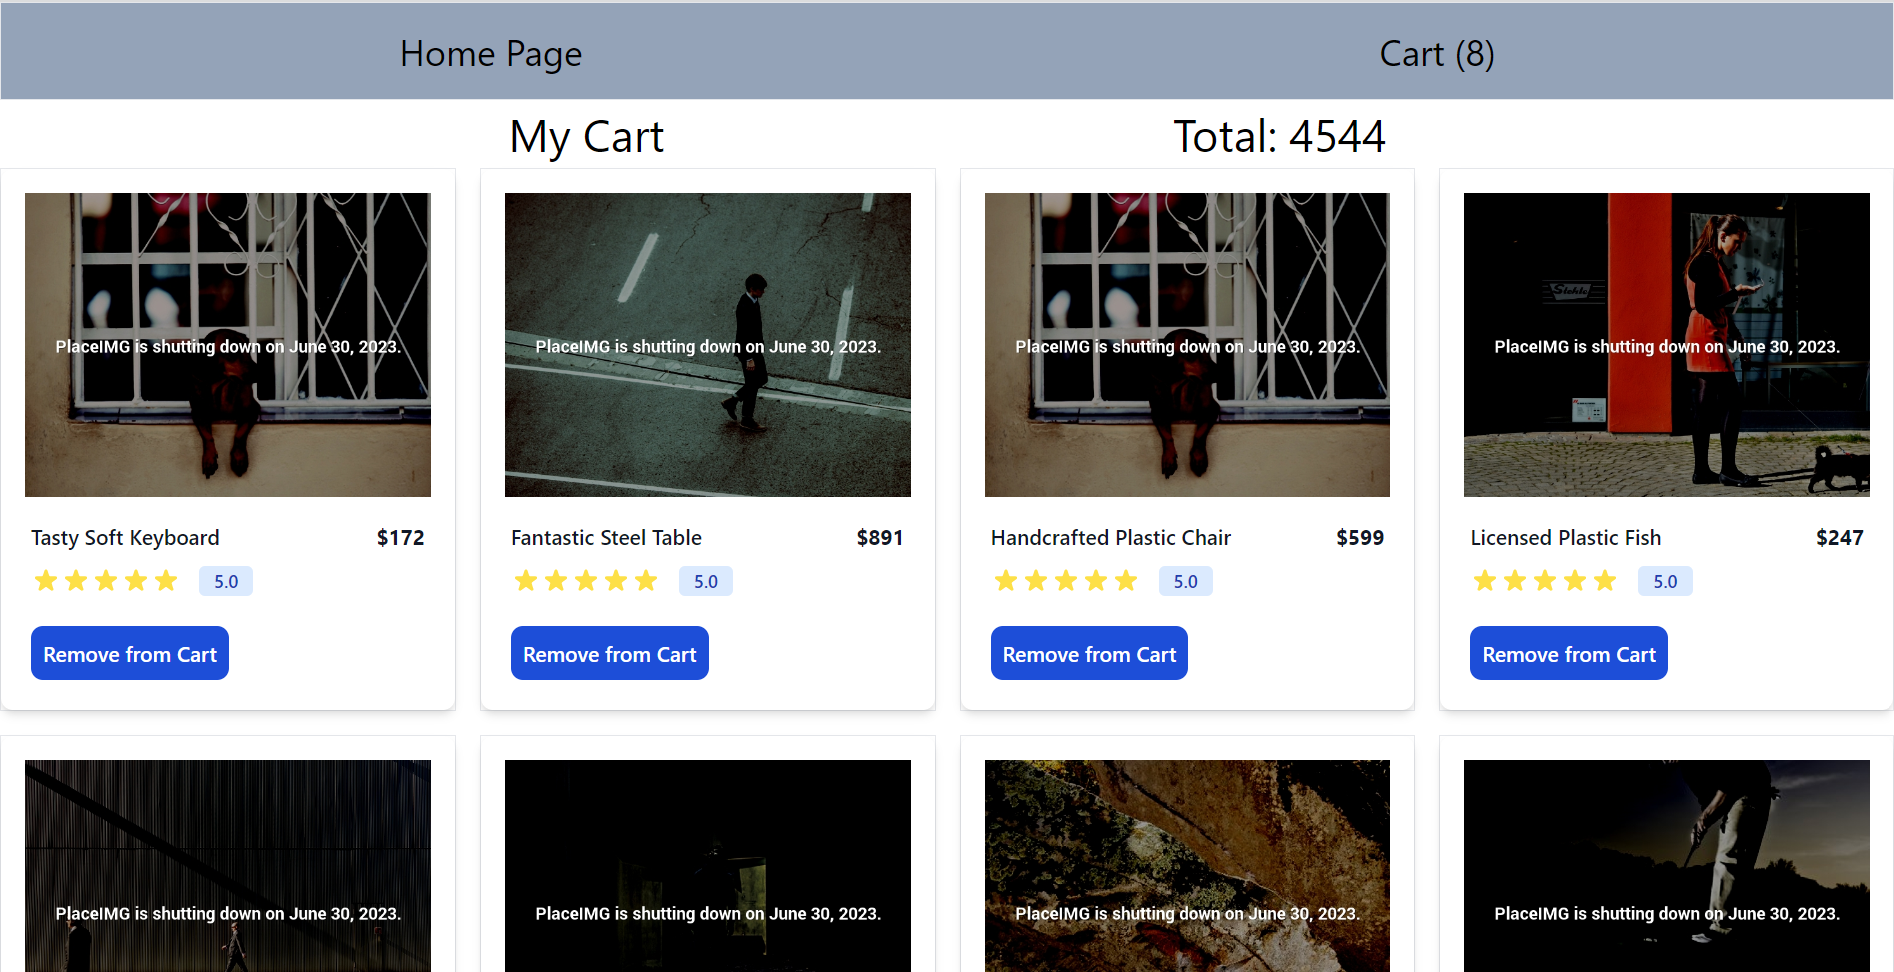 Home Page Cart (8)
My Cart Total: 4544
PlaceIMG is shutting down on June 30, 2023.
Tasty Soft Keyboard $172
5.0
Remove from Cart
PlaceIMG is shutting down on June 30, 2023.
Fantastic Steel Table $891
5.0
Remove from Cart
PlaceIMG is shutting down on June 30, 2023.
Handcrafted Plastic Chair $599
5.0
Remove from Cart
Stehle
PlaceIMG is shutting down on June 30, 2023.
Licensed Plastic Fish $247
5.0
Remove from Cart
PlaceIMG is shutting down on June 30, 2023.
PlaceIMG is shutting down on June 30, 2023.
PlaceIMG is shutting down on June 30, 2023.
PlaceIMG is shutting down on June 30, 2023.